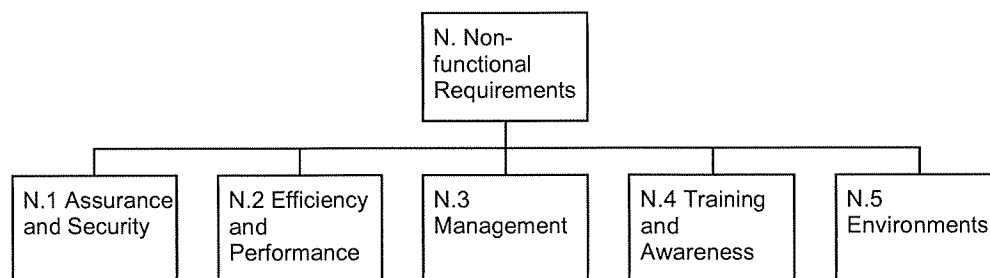 N. Non-
functional
Requirements
N.1 Assurance
and Security
N.2 Efficiency
and
Performance
N.3
Management
N.4 Training
and
Awareness
N.5
Environments